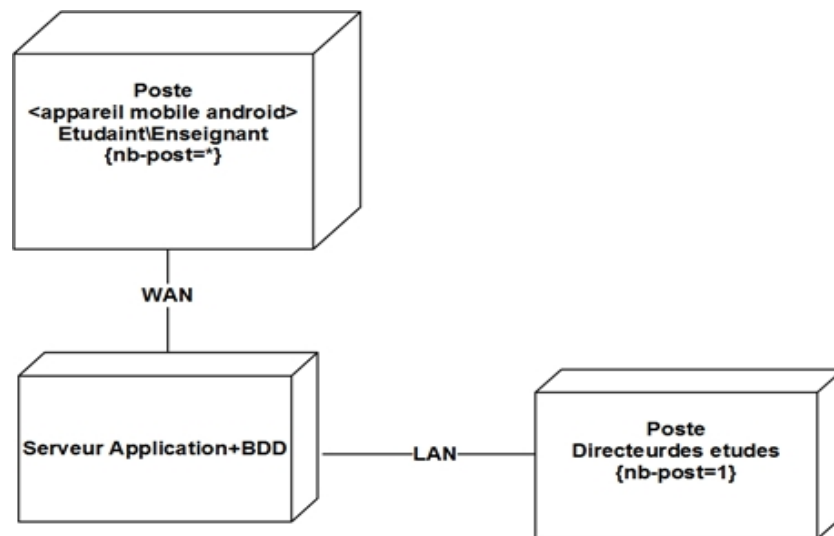 Poste
<appareil mobile android>
Etudaint\Enseignant
{nb-post=*}
WAN
Serveur Application+BDD
LAN
Poste
Directeurdes etudes
{nb-post=1}